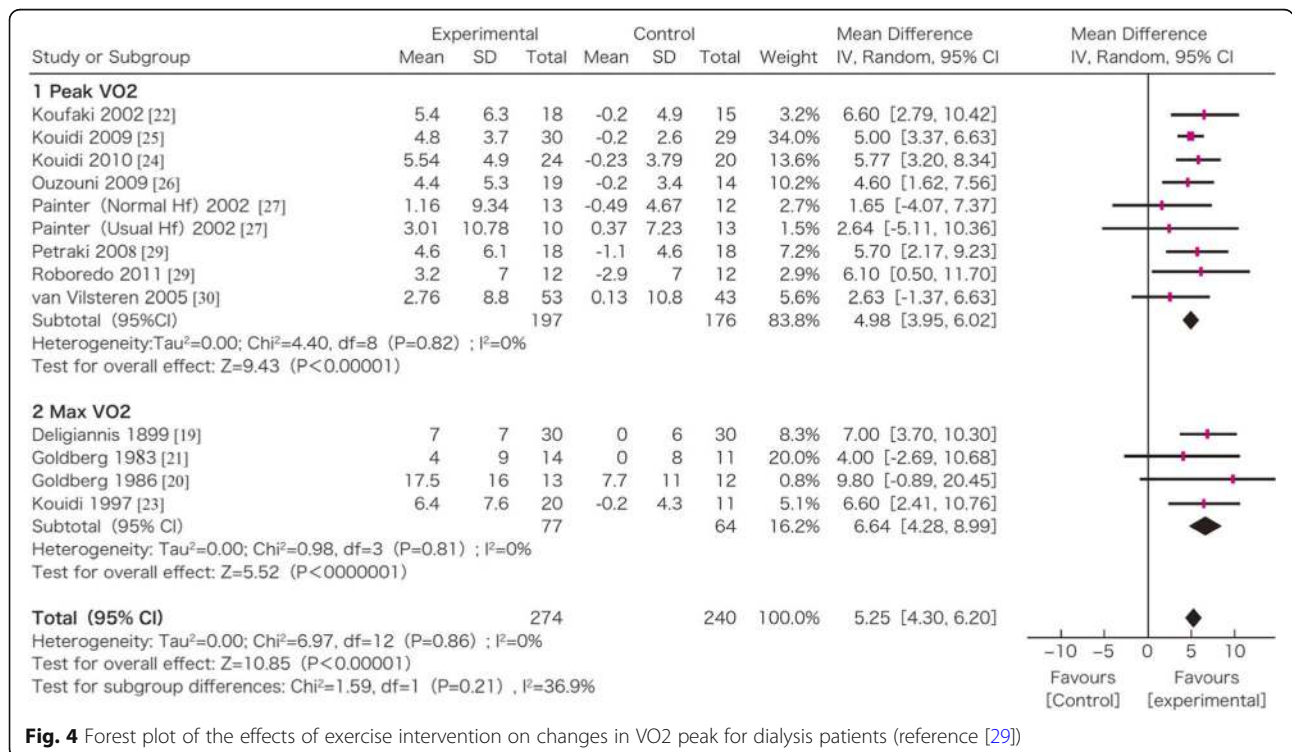 Experimental Control Mean Difference Mean Difference
Study or Subgroup Mean SD Total Mean SD Total Weight IV, Random, 95% CI IV, Random, 95% CI
1 Peak VO2
Koufaki 2002 [22] 5.4 6.3 18 -0.2 4.9 15 3.2% 6.60 [2.79, 10.42]
Kouidi 2009 [25] 4.8 3.7 30 -0.2 2.6 29 34.0% 5.00 [3.37, 6.63]
Kouidi 2010 [24] 5.54 4.9 24 -0.23 3.79 20 13.6% 5.77 [3.20, 8.34]
Ouzouni 2009 [26] 4.4 5.3 19 -0.2 3.4 14 10.2% 4.60 [1.62, 7.56]
Painter (Normal Hf) 2002 [27] 1.16 9.34 13 -0.49 4.67 12 2.7% 1.65 [-4.07, 7.37]
Painter (Usual Hf) 2002 [27] 3.01 10.78 10 0.37 7.23 13 1.5% 2.64 [-5.11, 10.36]
Petraki 2008 [29] 4.6 6.1 18 -1.1 4.6 18 7.2% 5.70 [2.17, 9.23]
Roboredo 2011 [29] 3.2 7 12 -2.9 7 12 2.9% 6.10 [0.50, 11.70]
van Vilsteren 2005 [30] 2.76 8.8 53 0.13 10.8 43 5.6% 2.63 [-1.37, 6.63]
Subtotal (95%CI) 197 176 83.8% 4.98 [3.95, 6.02]
Heterogeneity:Tau²=0.00; Chi²=4.40, df=8 (P=0.82) ; I²=0%
Test for overall effect: Z=9.43 (P<0.00001)
2 Max VO2
Deligiannis 1899 [19] 7 7 30 0 6 30 8.3% 7.00 [3.70, 10.30]
Goldberg 1983 [21] 4 9 14 0 8 11 20.0% 4.00 [-2.69, 10.68]
Goldberg 1986 [20] 17.5 16 13 7.7 11 12 0.8% 9.80 [-0.89, 20.45]
Kouidi 1997 [23] 6.4 7.6 20 -0.2 4.3 11 5.1% 6.60 [2.41, 10.76]
Subtotal (95% CI) 77 64 16.2% 6.64 [4.28, 8.99]
Heterogeneity: Tau²=0.00; Chi²=0.98, df=3 (P=0.81) ; I²=0%
Test for overall effect: Z=5.52 (P<0000001)
Total (95% CI) 274 240 100.0% 5.25 [4.30, 6.20]
Heterogeneity: Tau²=0.00; Chi²=6.97, df=12 (P=0.86) ; I²=0%
Test for overall effect: Z=10.85 (P<0.00001)
Test for subgroup differences: Chi²=1.59, df=1 (P=0.21) , I²=36.9%
−10 −5 0 5 10
Favours Favours
[Control] [experimental]
Fig. 4 Forest plot of the effects of exercise intervention on changes in VO2 peak for dialysis patients (reference [29])